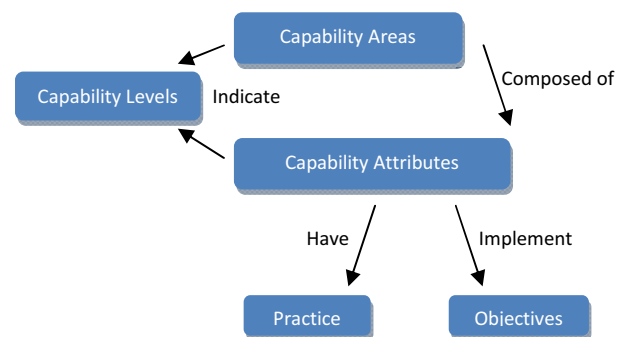 Capability Areas
Composed of
Capability Levels
Indicate
Capability Attributes
Have
Implement
Practice
Objectives